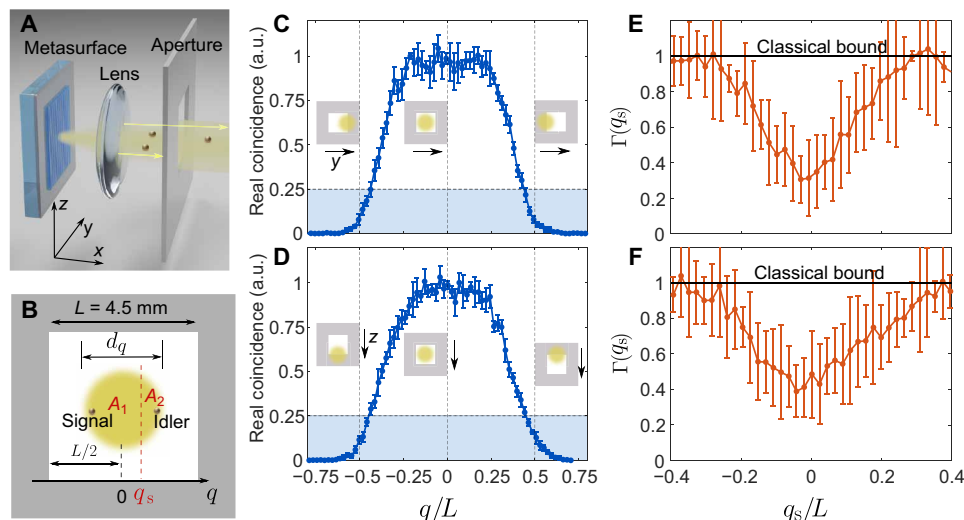 A
Metasurface
Lens
Aperture
z
y
x
B
L = 4.5 mm
d_q
A_1
A_2
Signal
Idler
L/2
0
q_s
q
C
Real coincidence (a.u.)
1
0.75
0.5
0.25
0
y
D
Real coincidence (a.u.)
1
0.75
0.5
0.25
0
z
−0.75
−0.5
−0.25
0
0.25
0.5
0.75
q/L
E
Classical bound
Γ(q_s)
1
0.8
0.6
0.4
0.2
0
F
Classical bound
Γ(q_s)
1
0.8
0.6
0.4
0.2
0
−0.4
−0.2
0
0.2
0.4
q_s/L